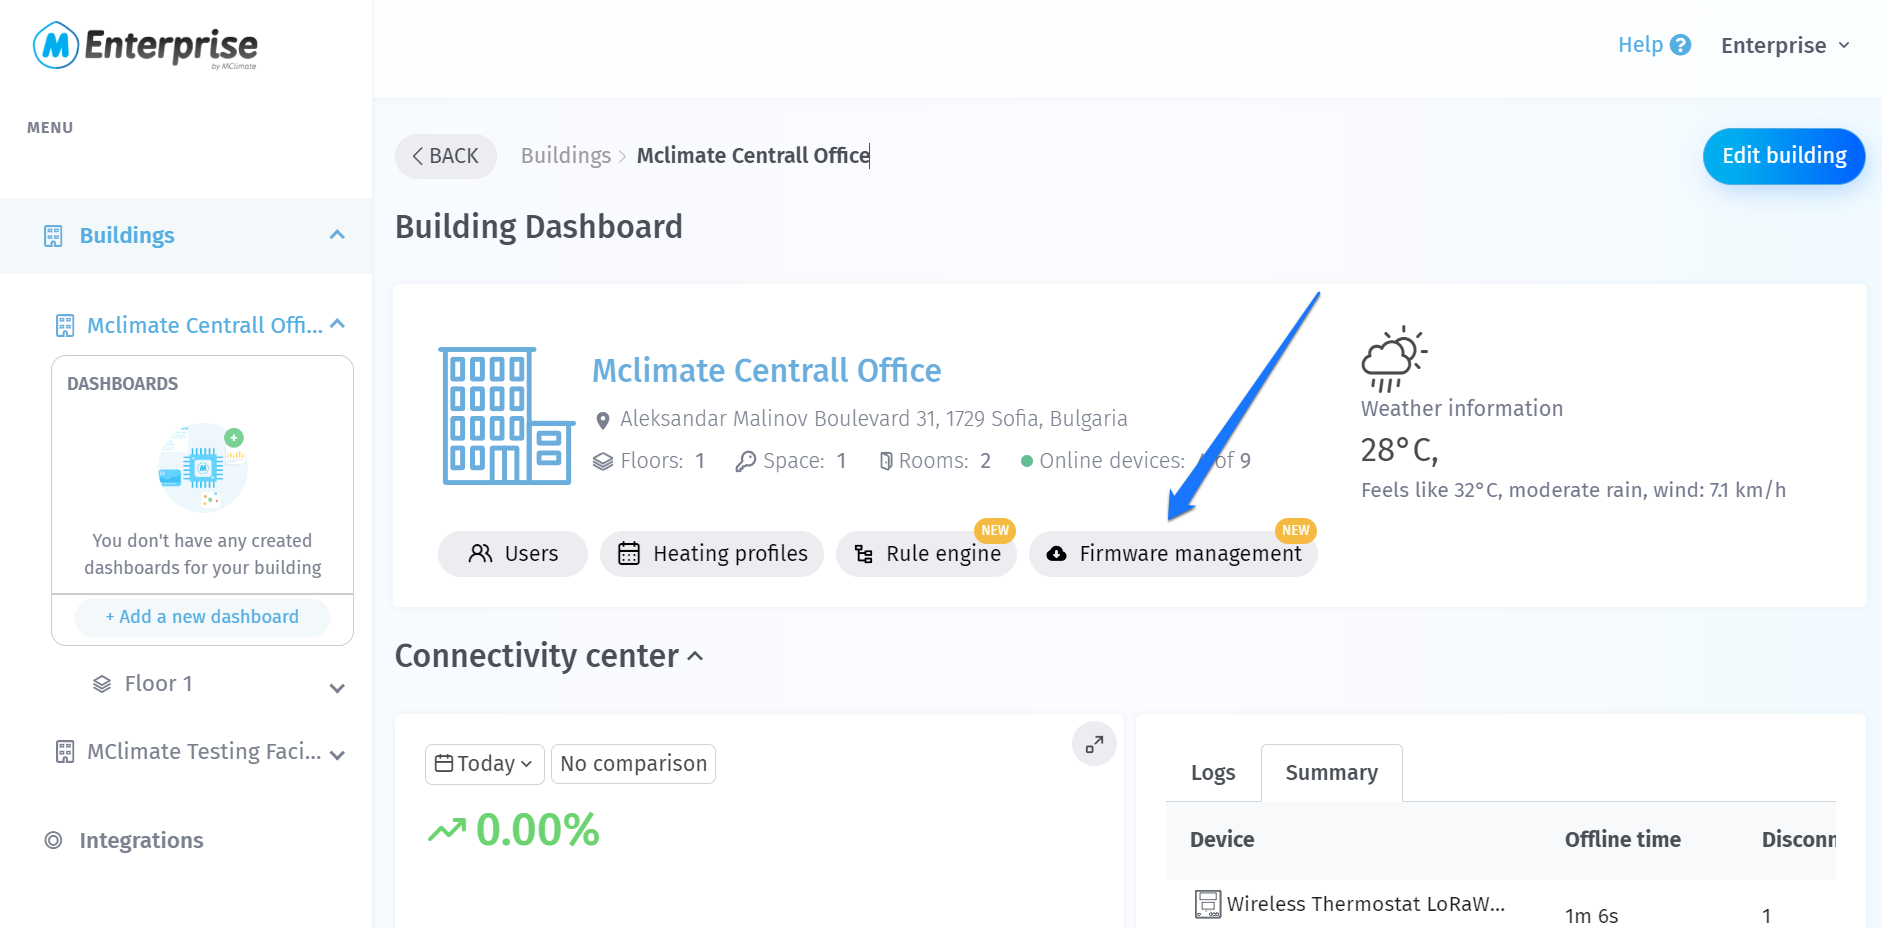 M Enterprise
by MClimate
Help ?
Enterprise
MENU
BACK
Buildings
Mclimate Centrall Office
Edit building
Building Dashboard
Buildings
Mclimate Centrall Offi...
DASHBOARDS
You don't have any created
dashboards for your building
+ Add a new dashboard
Floor 1
MClimate Testing Faci...
Integrations
Mclimate Centrall Office
Aleksandar Malinov Boulevard 31, 1729 Sofia, Bulgaria
Floors: 1
Space: 1
Rooms: 2
Online devices: of 9
Weather information
28°C,
Feels like 32°C, moderate rain, wind: 7.1 km/h
Users
Heating profiles
Rule engine
NEW
Firmware management
NEW
Connectivity center
Today
No comparison
0.00%
Logs
Summary
Device
Offline time
Disconn
Wireless Thermostat LoRaW...
1m 6s
1